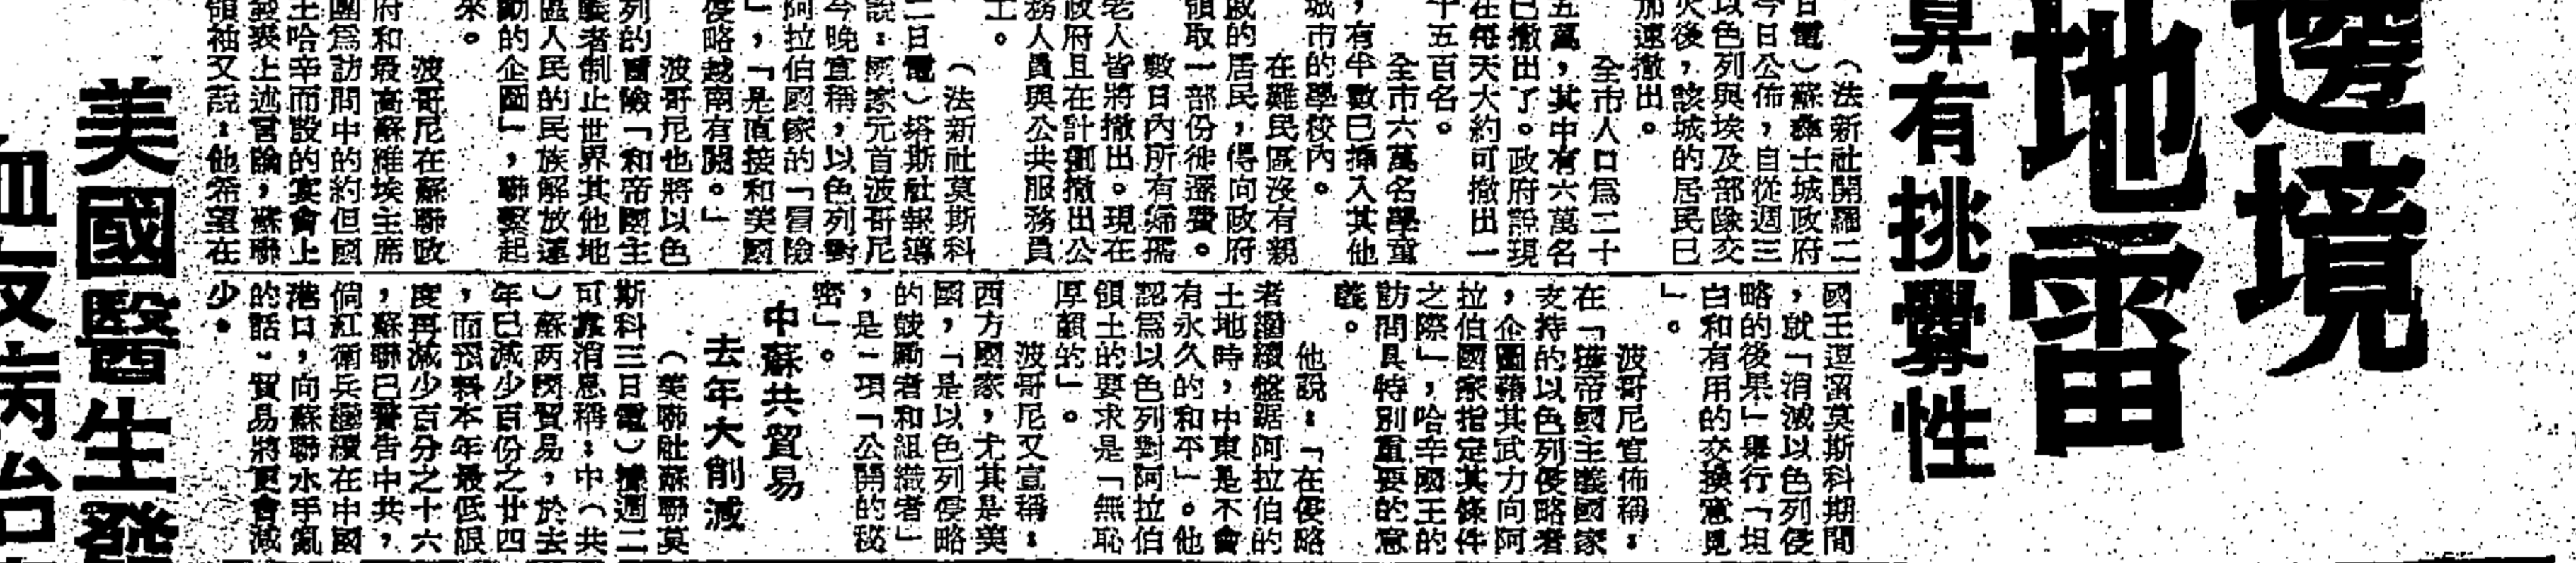 邊境
地雷
算有挑釁性
（法新社開羅二
日電）蘇彝士城政府
今日公佈，自從週三
以色列與埃及部隊交
火後，該城的居民已
加速撤出。
全市人口為二十
五萬，其中有六萬名
已撤出了。政府說現
在每天大約可撤出一
千五百名。
全市六萬名學童
，有半數已插入其他
城市的學校內。
在難民區沒有親
戚的居民，得向政府
領取一部份徙遷費。
數日內所有婦孺
老人皆將撤出。現在
政府且在計劃撤出公
務人員與公共服務員
工。
（法新社莫斯科
二日電）塔斯社報導
說：國家元首波哥尼
今晚宣稱，以色列對
阿拉伯國家的「冒險
」，「是直接和美國
侵略越南有關。」
波哥尼也將以色
列的冒險「和帝國主
義者制止世界其他地
區人民的民族解放運
動的企圖」，聯繫起
來。
波哥尼在蘇聯政
府和最高蘇維埃主席
團為訪問中的約但國
王哈辛而設的宴會上
發表上述言論，蘇聯
領袖又說：他希望在
國王逗留莫斯科期間
，就「消滅以色列侵
略的後果」舉行「坦
白和有用的交換意見
」。
波哥尼宣佈稱：
在「獲帝國主義國家
支持的以色列侵略者
，企圖藉其武力向阿
拉伯國家指定其條件
之際」，哈辛國王的
訪問具特別重要的意
義。
他說：「在侵略
者繼續盤踞阿拉伯的
土地時，中東是不會
有永久的和平」。他
認為以色列對阿拉伯
領土的要求是「無恥
厚顏的」。
波哥尼又宣稱：
西方國家，尤其是美
國，「是以色列侵略
的鼓勵者和組織者」
，是一項「公開的秘
密」。
中蘇共貿易
去年大削減
（美聯社蘇聯莫
斯科三日電）據週二
可靠消息稱：中（共
）蘇兩國貿易，於去
年已減少百份之廿四
，而預料本年最低限
度再減少百分之十六
，蘇聯已警告中共，
倘紅衛兵繼續在中國
港口，向蘇聯水手氣
的話，貿易將更會減
少。
美國醫生發
血友病治